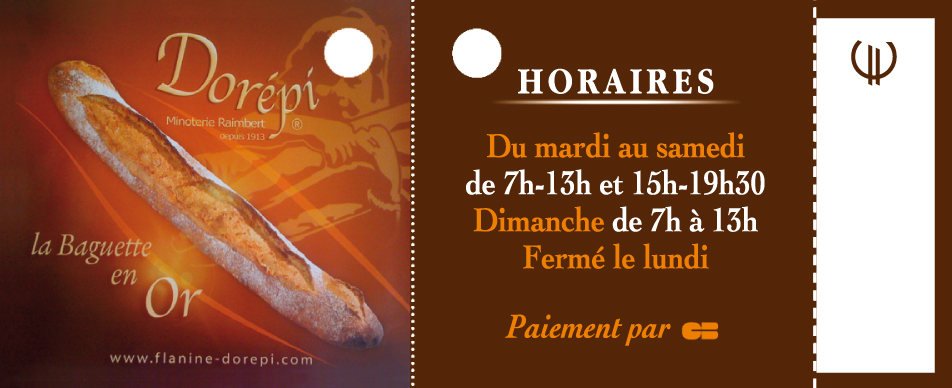 Dorépi
Minoterie Raimbert
depuis 1913
®
la Baguette
en
Or
www.flanine-dorepi.com
HORAIRES
Du mardi au samedi
de 7h-13h et 15h-19h30
Dimanche de 7h à 13h
Fermé le lundi
Paiement par CB